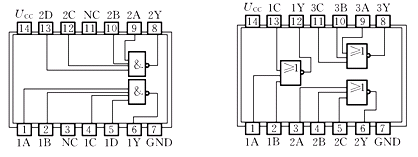 Ucc 2D 2C NC 2B 2A 2Y
14 13 12 11 10 9 8
&
&
1 2 3 4 5 6 7
1A 1B NC 1C 1D 1Y GND
Ucc 1C 1Y 3C 3B 3A 3Y
14 13 12 11 10 9 8
≥1
≥1
≥1
1 2 3 4 5 6 7
1A 1B 2A 2B 2C 2Y GND